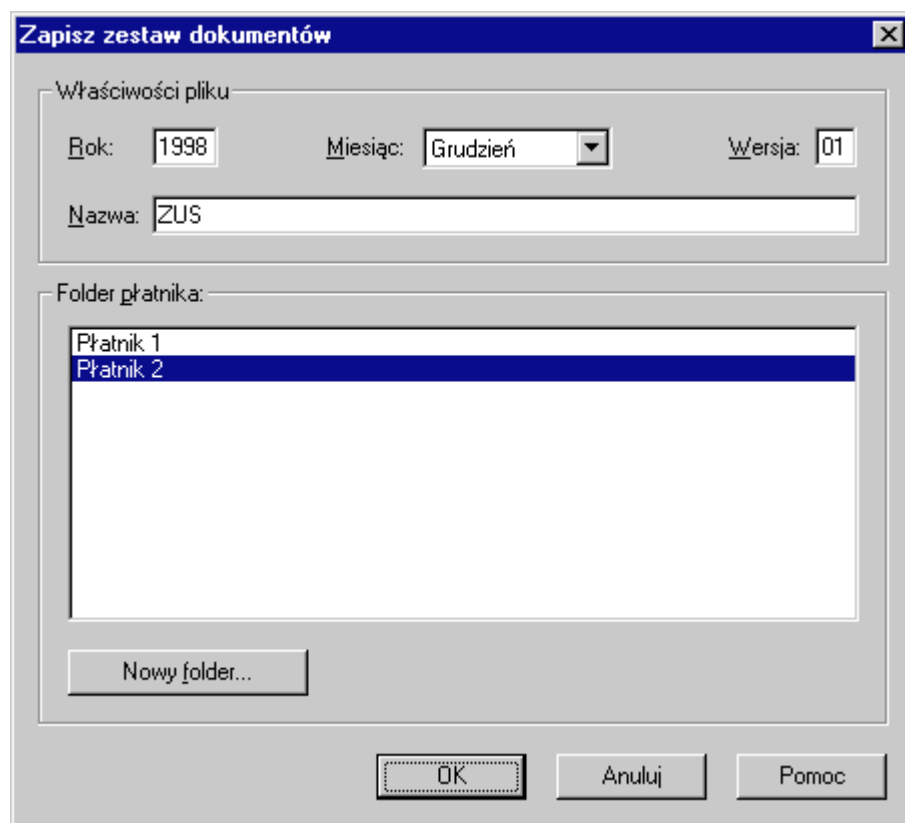 Zapisz zestaw dokumentów
Właściwości pliku
Rok: 1998 Miesiąc: Grudzień Wersja: 01
Nazwa: ZUS
Folder płatnika:
Płatnik 1
Płatnik 2
Nowy folder...
OK Anuluj Pomoc